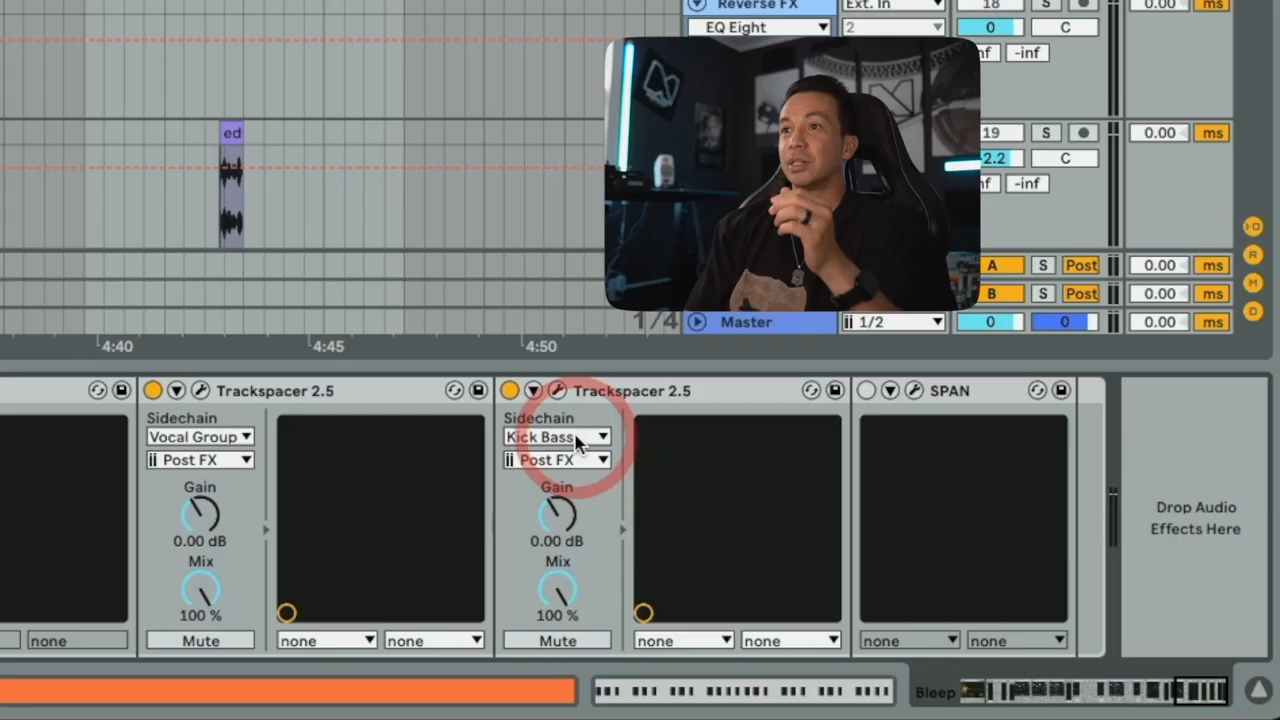 Reverse FX
Ext. In
18
S
0.00
ms
EQ Eight
2
0
C
-inf
ed
19
S
0.00
ms
C
-inf
A
S
Post
0.00
ms
B
S
Post
0.00
ms
1/4
Master
1/2
0
0
0.00
ms
4:40
4:45
4:50
Trackspacer 2.5
Trackspacer 2.5
SPAN
Sidechain
Sidechain
Vocal Group
Kick Bass
Post FX
Post FX
Gain
Gain
0.00 dB
0.00 dB
Mix
Mix
100 %
100 %
Drop Audio
Effects Here
none
Mute
none
none
Mute
none
none
none
none
Bleep